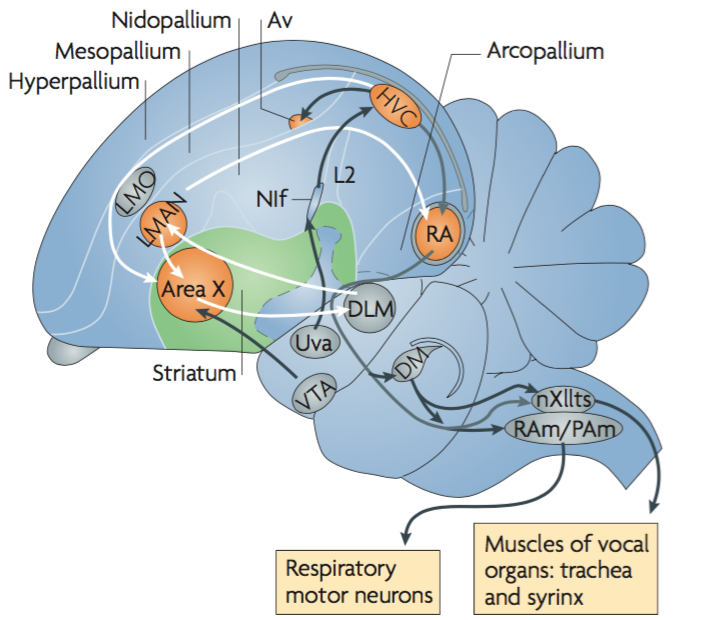 Nidopallium
Av
Mesopallium
Hyperpallium
Arcopallium
HVC
LMO
LMAN
NIf
L2
RA
Area X
DLM
Uva
DM
VTA
Striatum
nXIIts
RAm/PAm
Respiratory
motor neurons
Muscles of vocal
organs: trachea
and syrinx